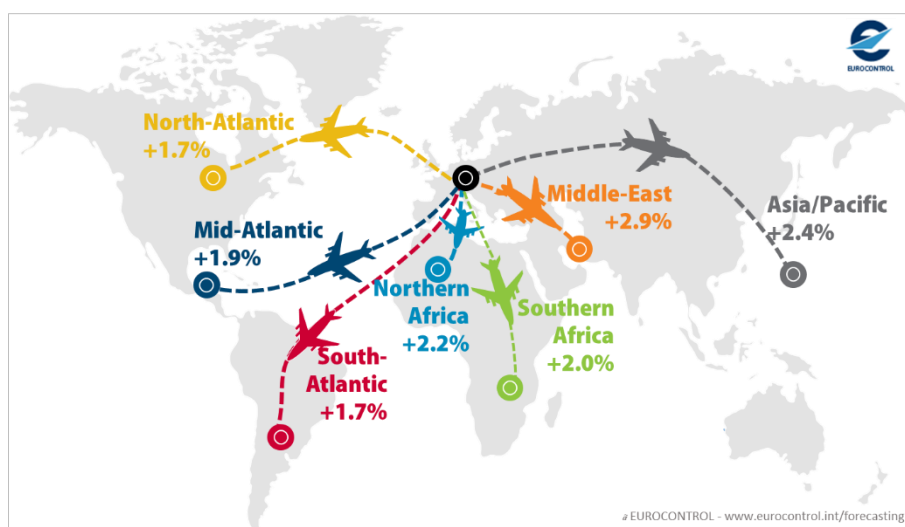 EUROCONTROL
North-Atlantic
+1.7%
Middle-East
+2.9%
Asia/Pacific
+2.4%
Mid-Atlantic
+1.9%
Northern
Africa
+2.2%
Southern
Africa
+2.0%
South-
Atlantic
+1.7%
EUROCONTROL - www.eurocontrol.int/forecasting